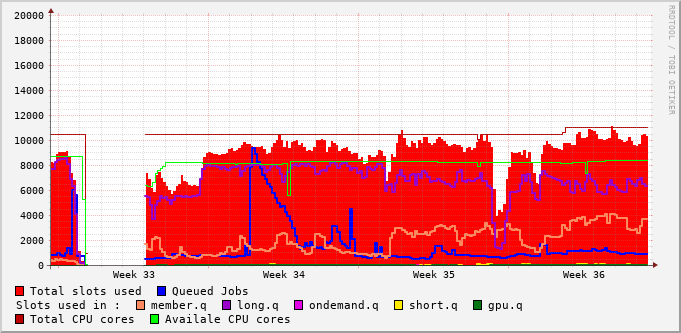 RRDTOOL / TOBI OETIKER
20000
18000
16000
14000
12000
10000
8000
6000
4000
2000
0
Week 33 Week 34 Week 35 Week 36
Total slots used Queued Jobs
Slots used in : member.q long.q ondemand.q short.q gpu.q
Total CPU cores Availale CPU cores